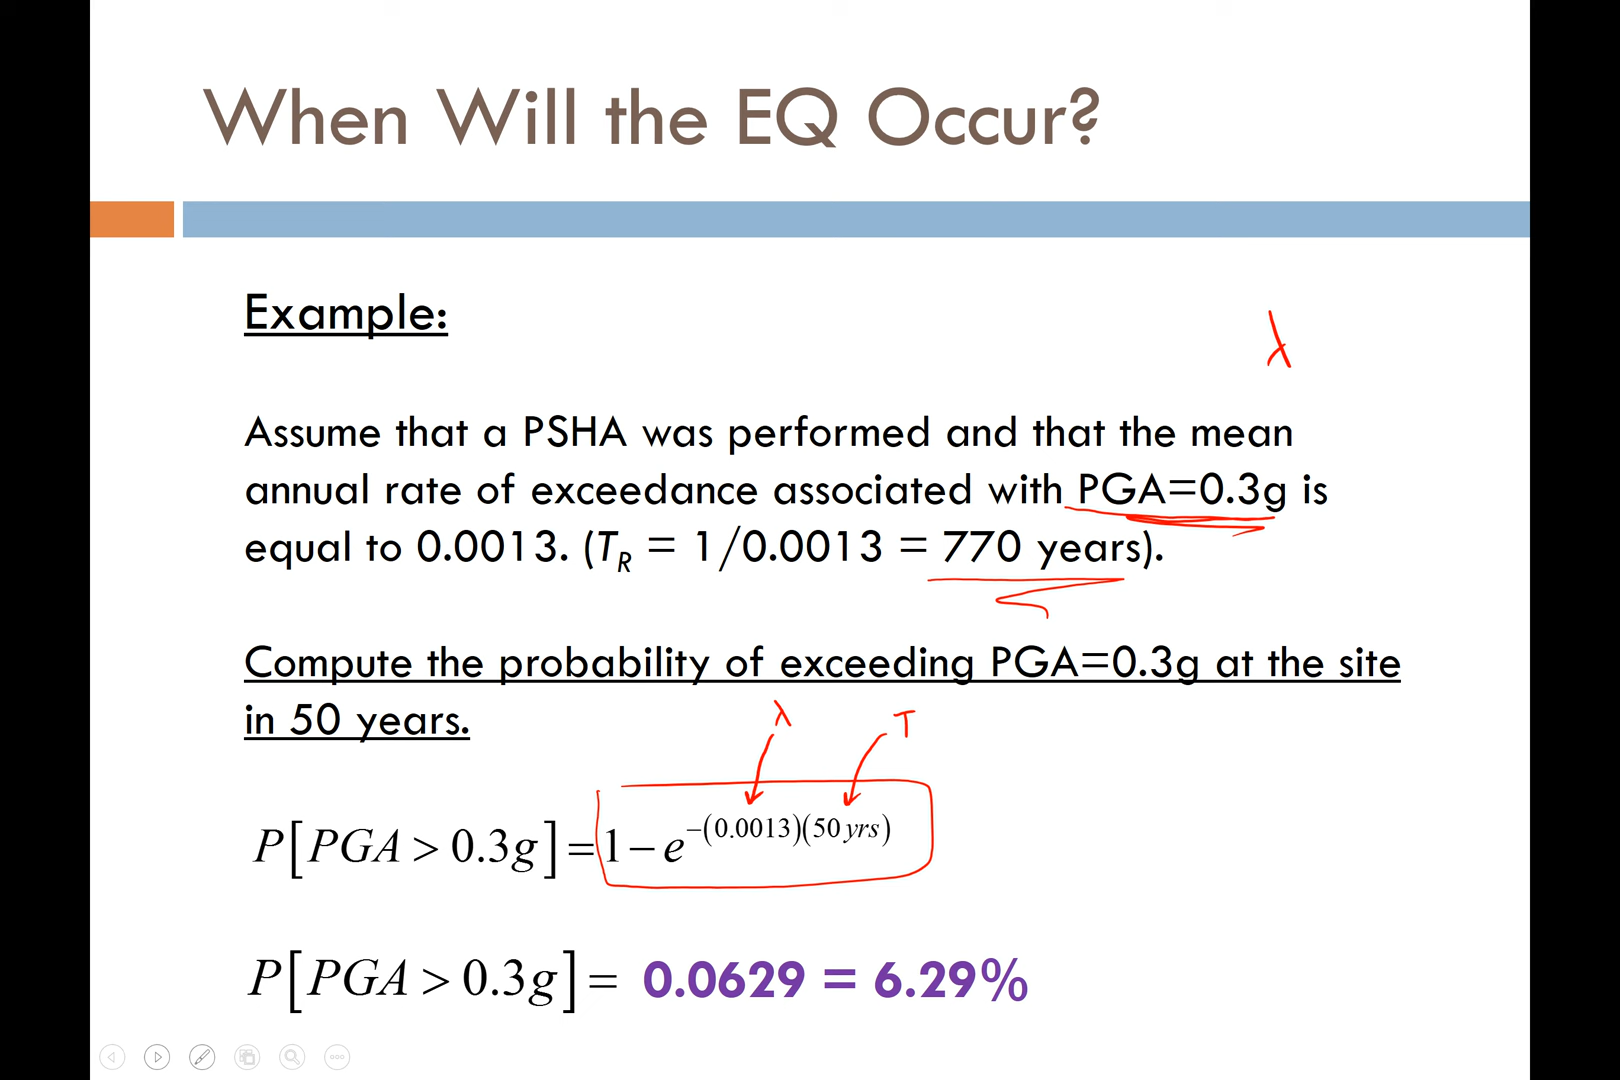 When Will the EQ Occur?
Example:
λ
Assume that a PSHA was performed and that the mean
annual rate of exceedance associated with PGA=0.3g is
equal to 0.0013. (T_R = 1/0.0013 = 770 years).
Compute the probability of exceeding PGA=0.3g at the site
in 50 years.
λ T
P[PGA > 0.3g] = 1 − e^{−(0.0013)(50 yrs)}
P[PGA > 0.3g] = 0.0629 = 6.29%